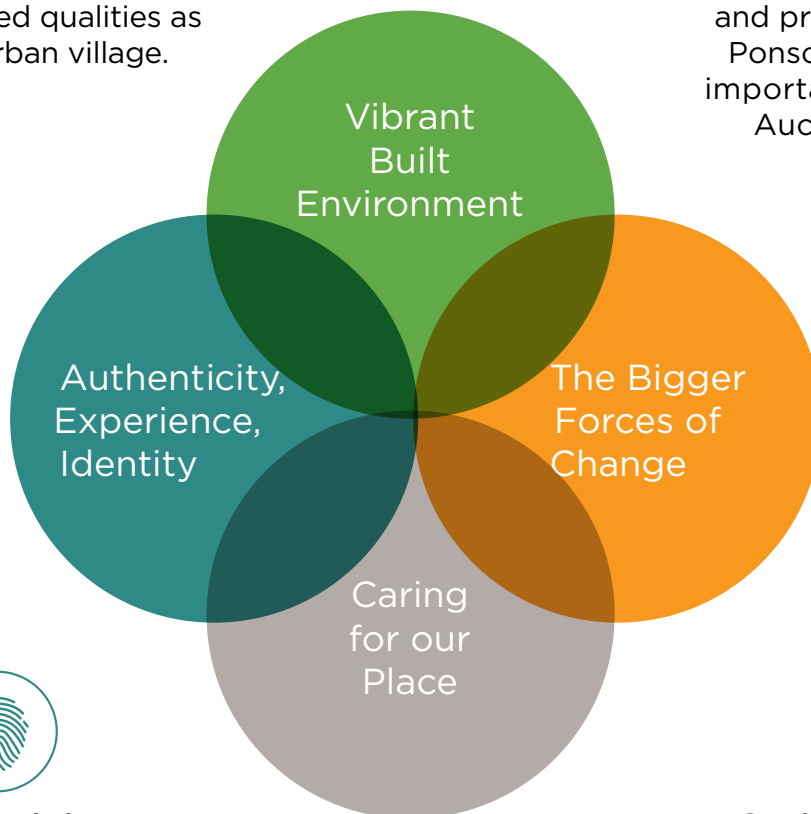 ed qualities as
rban village.
and pr
Ponso
importa
Auc
Vibrant
Built
Environment
Authenticity,
Experience,
Identity
The Bigger
Forces of
Change
Caring
for our
Place